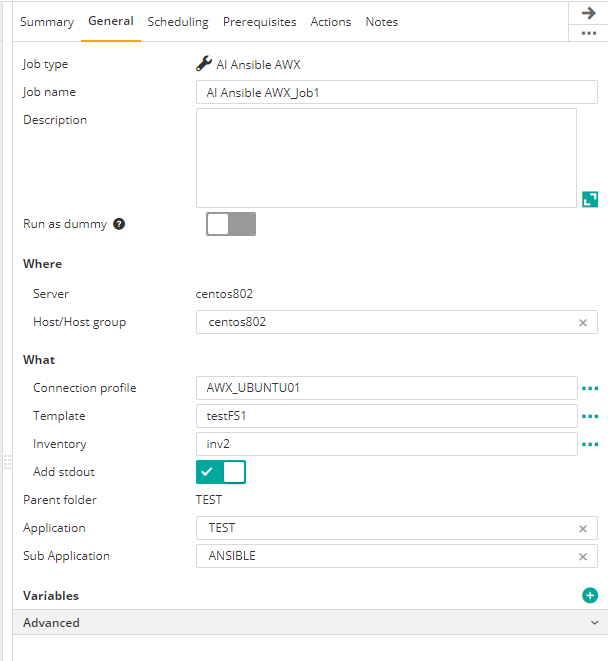 Summary General Scheduling Prerequisites Actions Notes
Job type AI Ansible AWX
Job name AI Ansible AWX_Job1
Description
Run as dummy ?
Where
Server centos802
Host/Host group centos802
What
Connection profile AWX_UBUNTU01
Template testFS1
Inventory inv2
Add stdout
Parent folder TEST
Application TEST
Sub Application ANSIBLE
Variables
Advanced